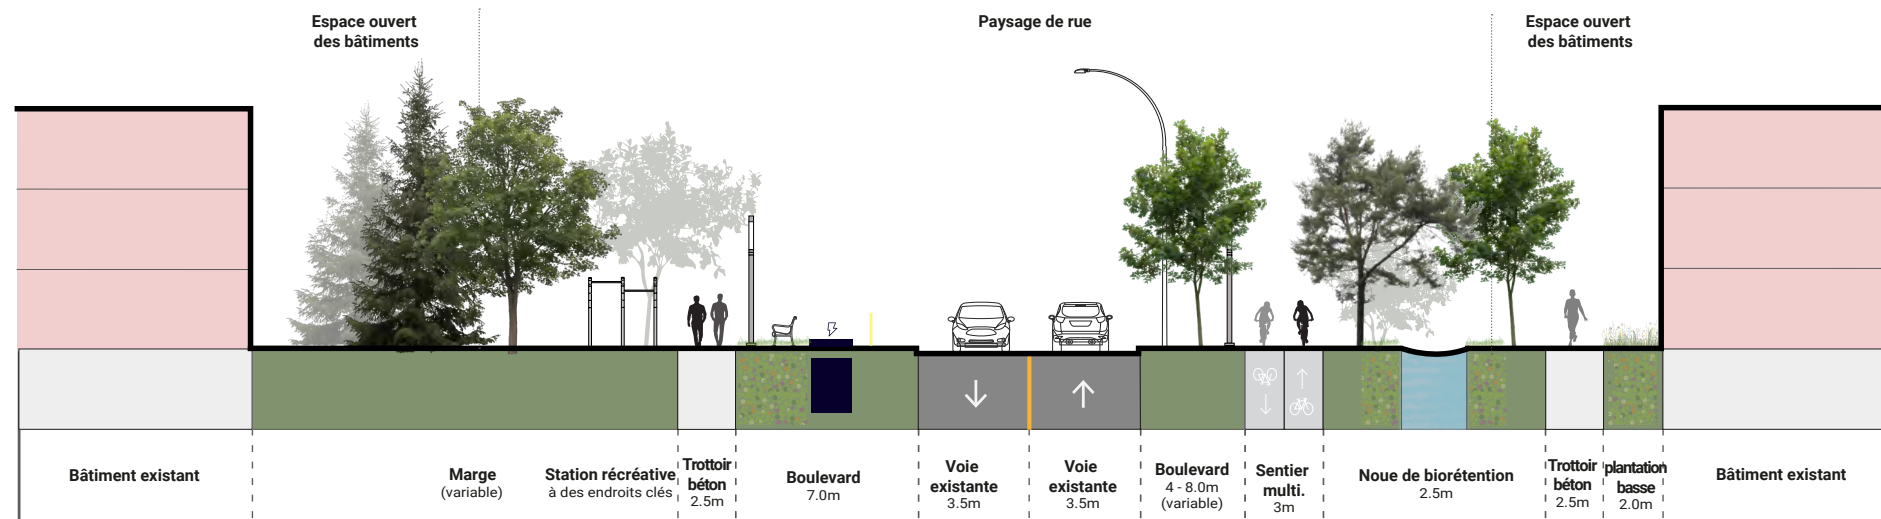 Espace ouvert
des bâtiments
Paysage de rue
Espace ouvert
des bâtiments
Bâtiment existant
Marge
(variable)
Station récréative
à des endroits clés
Trottoir
béton
2.5m
Boulevard
7.0m
Voie
existante
3.5m
Voie
existante
3.5m
Boulevard
4 - 8.0m
(variable)
Sentier
multi.
3m
Noue de biorétention
2.5m
Trottoir
béton
2.5m
plantation
basse
2.0m
Bâtiment existant